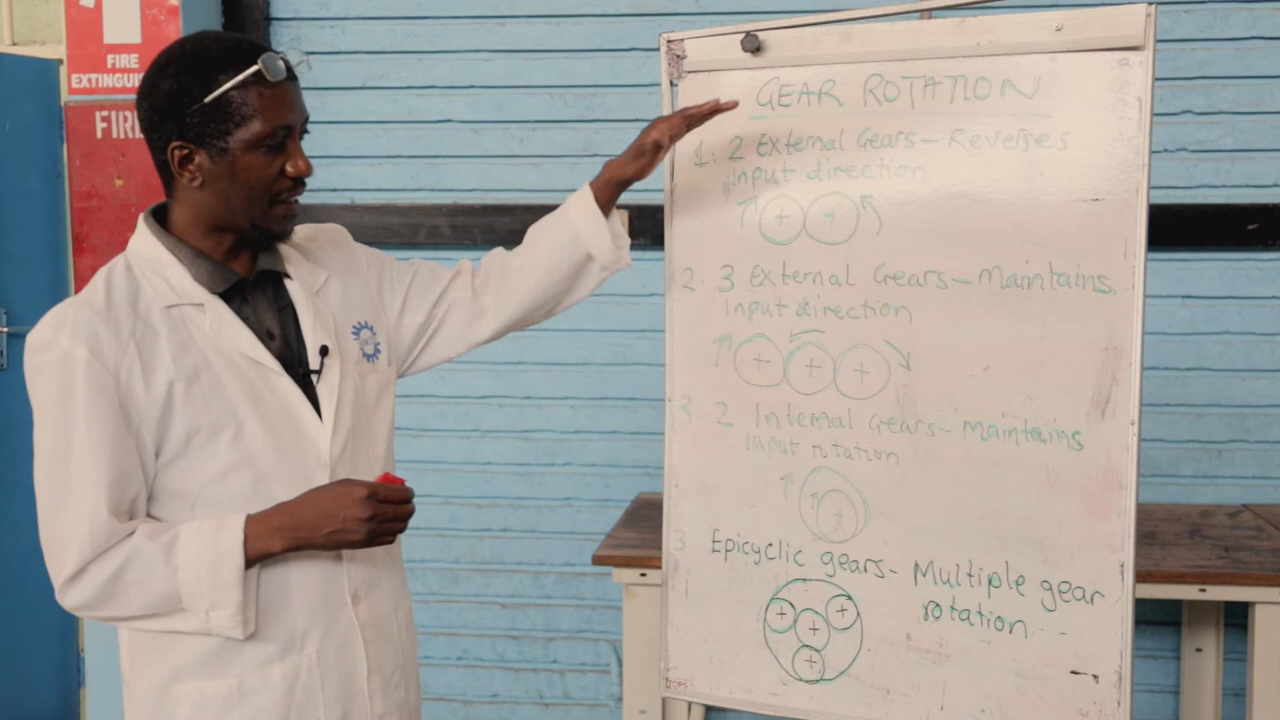 FIRE
EXTINGUIS
FIRE
GEAR ROTATION
1: 2 External Gears – Reverses
input direction
2. 3 External Gears – Maintains
input direction
3. 2 Internal Gears – maintains
Input rotation
3 Epicyclic gears – Multiple gear
rotation